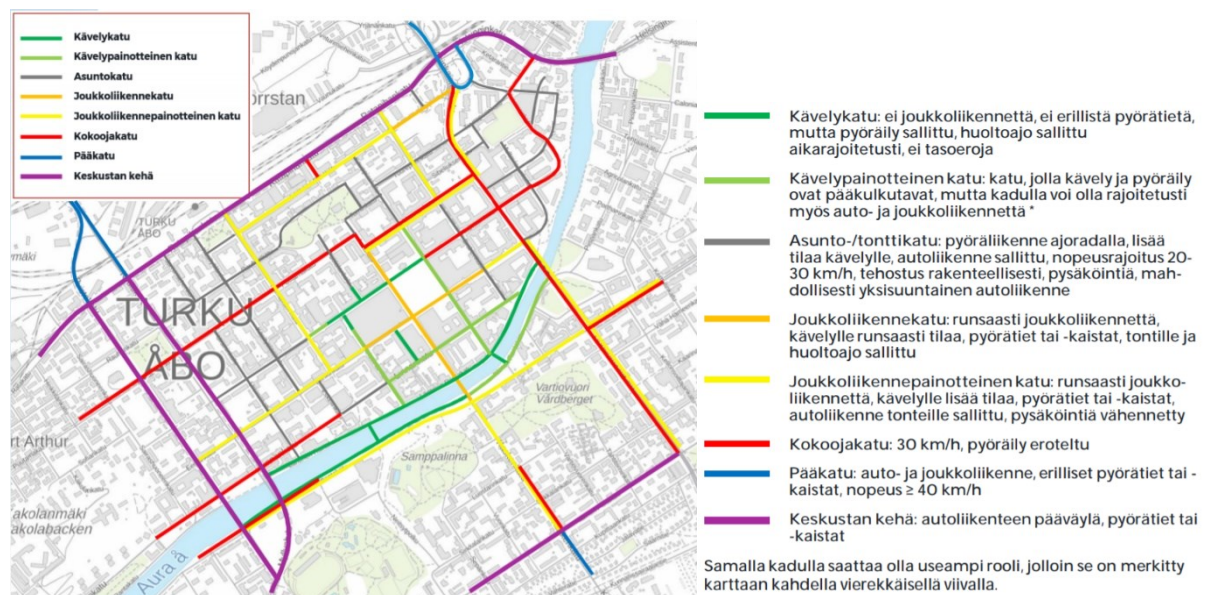 Kävelykatu
Kävelypainotteinen katu
Asuntokatu
Joukkoliikennekatu
Joukkoliikennepainotteinen katu
Kokoojakatu
Pääkatu
Keskustan kehä
orrstan
TURKU
ÅBO
TURKU
ÅBO
Vartiovuori
Vårdberget
Samppalinna
rt Arthur
akolanmäki
akolabacken
Aura å
Kävelykatu: ei joukkoliikennettä, ei erillistä pyörätietä,
mutta pyöräily sallittu, huoltoajo sallittu
aikarajoitetusti, ei tasoeroja
Kävelypainotteinen katu: katu, jolla kävely ja pyöräily
ovat pääkulkutavat, mutta kadulla voi olla rajoitetusti
myös auto- ja joukkoliikennettä *
Asunto-/tonttikatu: pyöräliikenne ajoradalla, lisää
tilaa kävelylle, autoliikenne sallittu, nopeusrajoitus 20-
30 km/h, tehostus rakenteellisesti, pysäköintiä, mah-
dollisesti yksisuuntainen autoliikenne
Joukkoliikennekatu: runsaasti joukkoliikennettä,
kävelylle runsaasti tilaa, pyörätiet tai -kaistat, tontille ja
huoltoajo sallittu
Joukkoliikennepainotteinen katu: runsaasti joukko-
liikennettä, kävelylle lisää tilaa, pyörätiet tai -kaistat,
autoliikenne tonteille sallittu, pysäköintiä vähennetty
Kokoojakatu: 30 km/h, pyöräily eroteltu
Pääkatu: auto- ja joukkoliikenne, erilliset pyörätiet tai -
kaistat, nopeus ≥ 40 km/h
Keskustan kehä: autoliikenteen pääväylä, pyörätiet tai
-kaistat
Samalla kadulla saattaa olla useampi rooli, jolloin se on merkitty
karttaan kahdella vierekkäisellä viivalla.